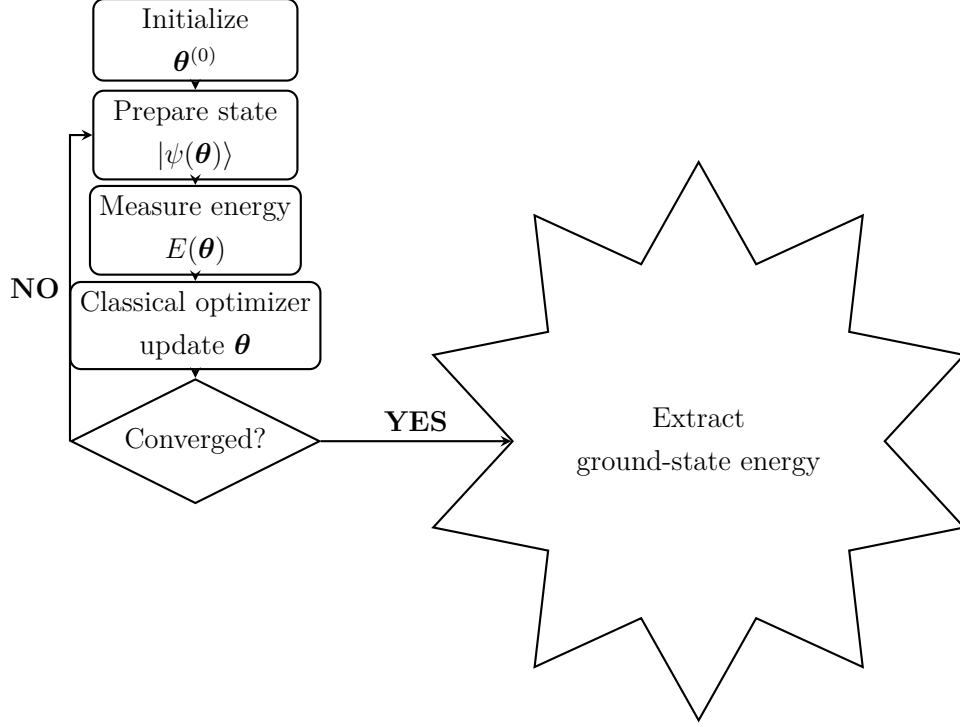 Initialize
𝜽⁽⁰⁾
Prepare state
|ψ(𝜽)⟩
Measure energy
E(𝜽)
NO
Classical optimizer
update 𝜽
Converged?
YES
Extract
ground-state energy